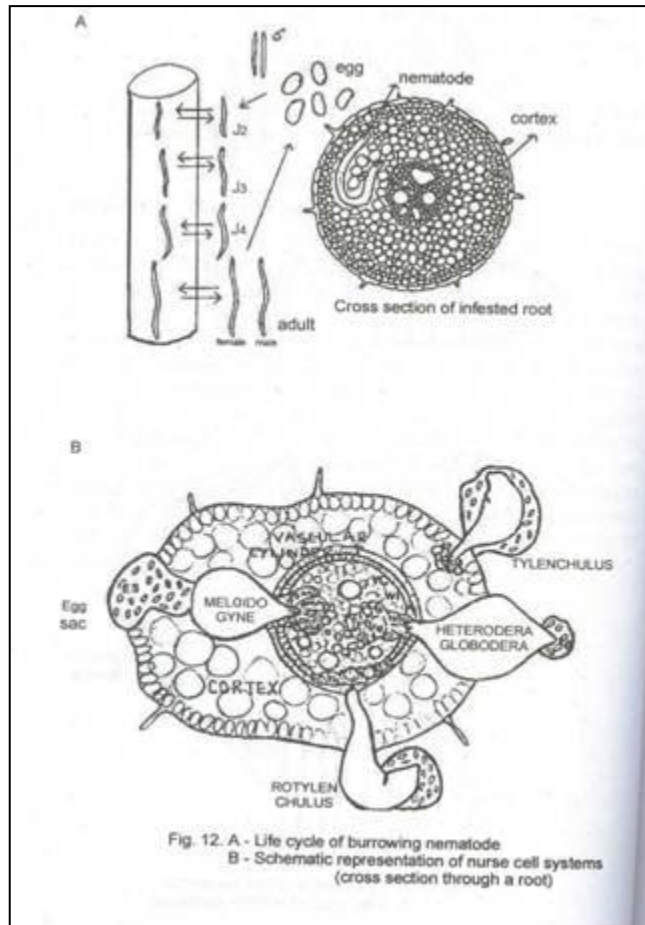 A
♂
egg
nematode
cortex
J2
J3
J4
adult
female male
Cross section of infested root
B
VASCULAR
CYLINDER
TYLENCHULUS
ES
Egg
sac
MELOIDO
GYNE
HETERODERA
GLOBODERA
CORTEX
ROTYLEN
CHULUS
Fig. 12. A - Life cycle of burrowing nematode
B - Schematic representation of nurse cell systems
(cross section through a root)